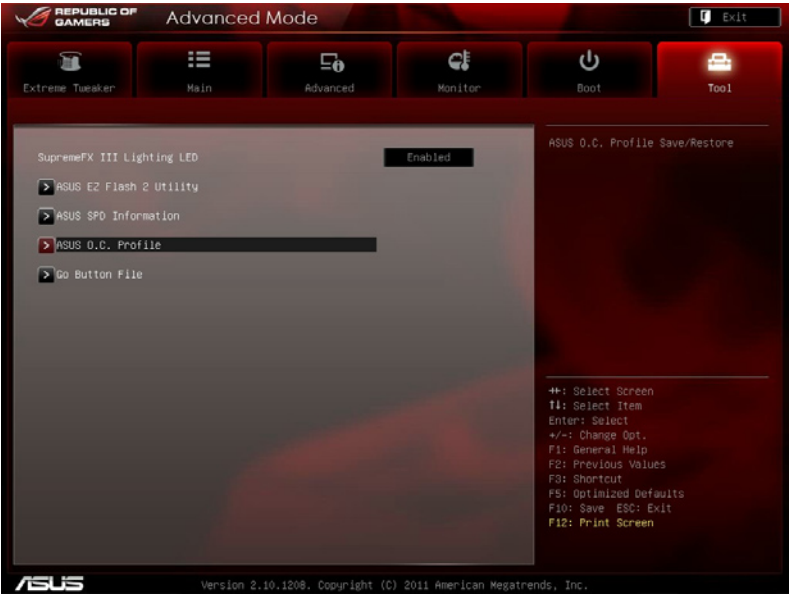 REPUBLIC OF
GAMERS
Advanced Mode
Exit
Extreme Tweaker
Main
Advanced
Monitor
Boot
Tool
SupremeFX III Lighting LED
Enabled
ASUS EZ Flash 2 Utility
ASUS SPD Information
ASUS O.C. Profile
Go Button File
ASUS O.C. Profile Save/Restore
→←: Select Screen
↑↓: Select Item
Enter: Select
+/-: Change Opt.
F1: General Help
F2: Previous Values
F3: Shortcut
F5: Optimized Defaults
F10: Save  ESC: Exit
F12: Print Screen
ASUS
Version 2.10.1208. Copyright (C) 2011 American Megatrends, Inc.